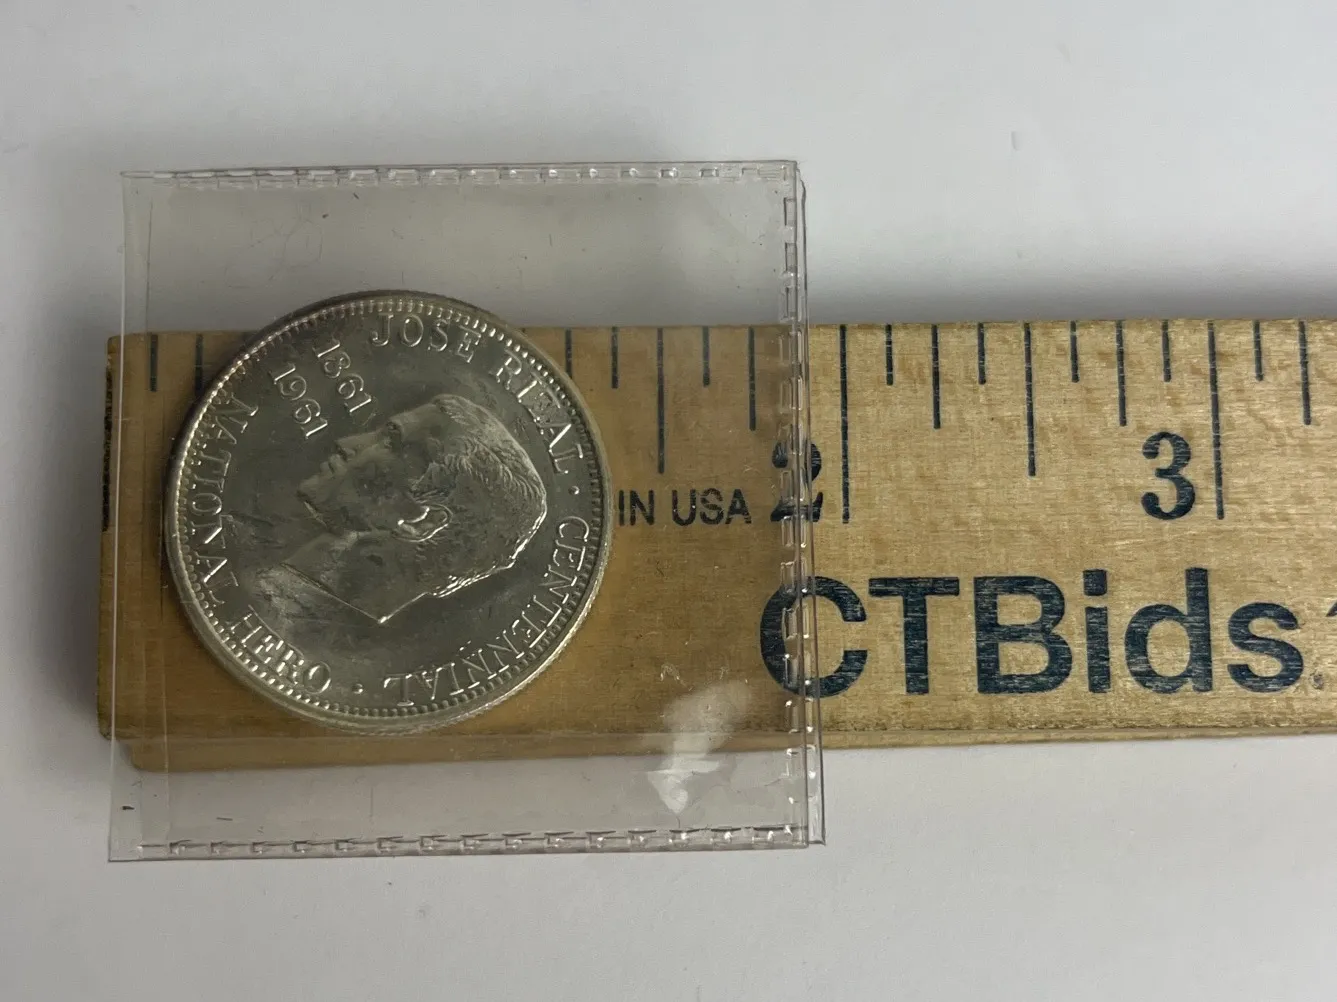 JOSE RIZAL · CENTENNIAL · NATIONAL HERO
1861
1961
IN USA 2
3
CTBids.